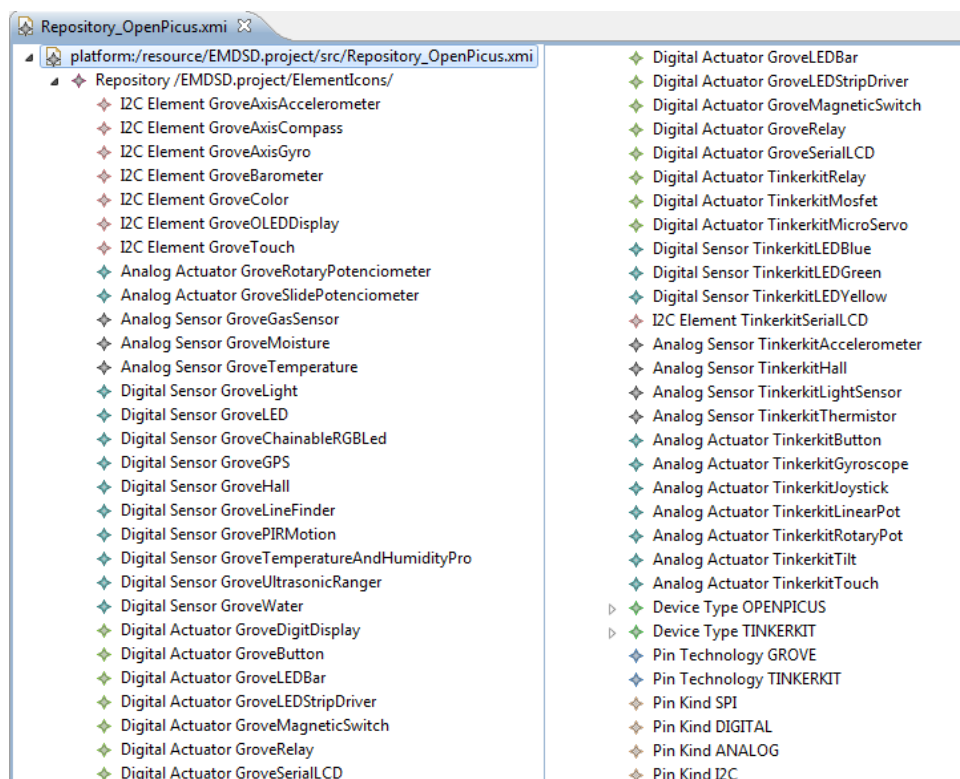 Repository_OpenPicus.xmi
platform:/resource/EMDSD.project/src/Repository_OpenPicus.xmi
Repository /EMDSD.project/ElementIcons/
I2C Element GroveAxisAccelerometer
I2C Element GroveAxisCompass
I2C Element GroveAxisGyro
I2C Element GroveBarometer
I2C Element GroveColor
I2C Element GroveOLEDDisplay
I2C Element GroveTouch
Analog Actuator GroveRotaryPotenciometer
Analog Actuator GroveSlidePotenciometer
Analog Sensor GroveGasSensor
Analog Sensor GroveMoisture
Analog Sensor GroveTemperature
Digital Sensor GroveLight
Digital Sensor GroveLED
Digital Sensor GroveChainableRGBLed
Digital Sensor GroveGPS
Digital Sensor GroveHall
Digital Sensor GroveLineFinder
Digital Sensor GrovePIRMotion
Digital Sensor GroveTemperatureAndHumidityPro
Digital Sensor GroveUltrasonicRanger
Digital Sensor GroveWater
Digital Actuator GroveDigitDisplay
Digital Actuator GroveButton
Digital Actuator GroveLEDBar
Digital Actuator GroveLEDStripDriver
Digital Actuator GroveMagneticSwitch
Digital Actuator GroveRelay
Digital Actuator GroveSerialLCD
Digital Actuator GroveLEDBar
Digital Actuator GroveLEDStripDriver
Digital Actuator GroveMagneticSwitch
Digital Actuator GroveRelay
Digital Actuator GroveSerialLCD
Digital Actuator TinkerkitRelay
Digital Actuator TinkerkitMosfet
Digital Actuator TinkerkitMicroServo
Digital Sensor TinkerkitLEDBlue
Digital Sensor TinkerkitLEDGreen
Digital Sensor TinkerkitLEDYellow
I2C Element TinkerkitSerialLCD
Analog Sensor TinkerkitAccelerometer
Analog Sensor TinkerkitHall
Analog Sensor TinkerkitLightSensor
Analog Sensor TinkerkitThermistor
Analog Actuator TinkerkitButton
Analog Actuator TinkerkitGyroscope
Analog Actuator TinkerkitJoystick
Analog Actuator TinkerkitLinearPot
Analog Actuator TinkerkitRotaryPot
Analog Actuator TinkerkitTilt
Analog Actuator TinkerkitTouch
Device Type OPENPICUS
Device Type TINKERKIT
Pin Technology GROVE
Pin Technology TINKERKIT
Pin Kind SPI
Pin Kind DIGITAL
Pin Kind ANALOG
Pin Kind I2C